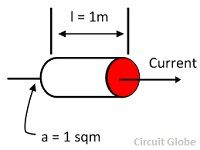 l = 1m
Current
a = 1 sqm
Circuit Globe